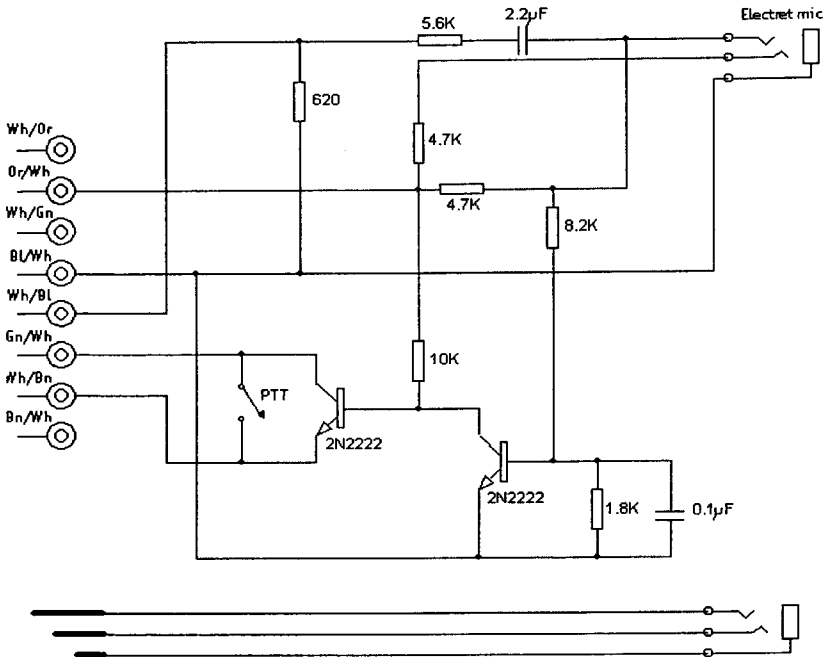 Electret mic
2.2µF
5.6K
620
Wh/Or
4.7K
Or/Wh
4.7K
Wh/Gn
8.2K
Bl/Wh
Wh/Bl
Gn/Wh
10K
Wh/Bn
PTT
Bn/Wh
2N2222
2N2222
1.8K
0.1µF